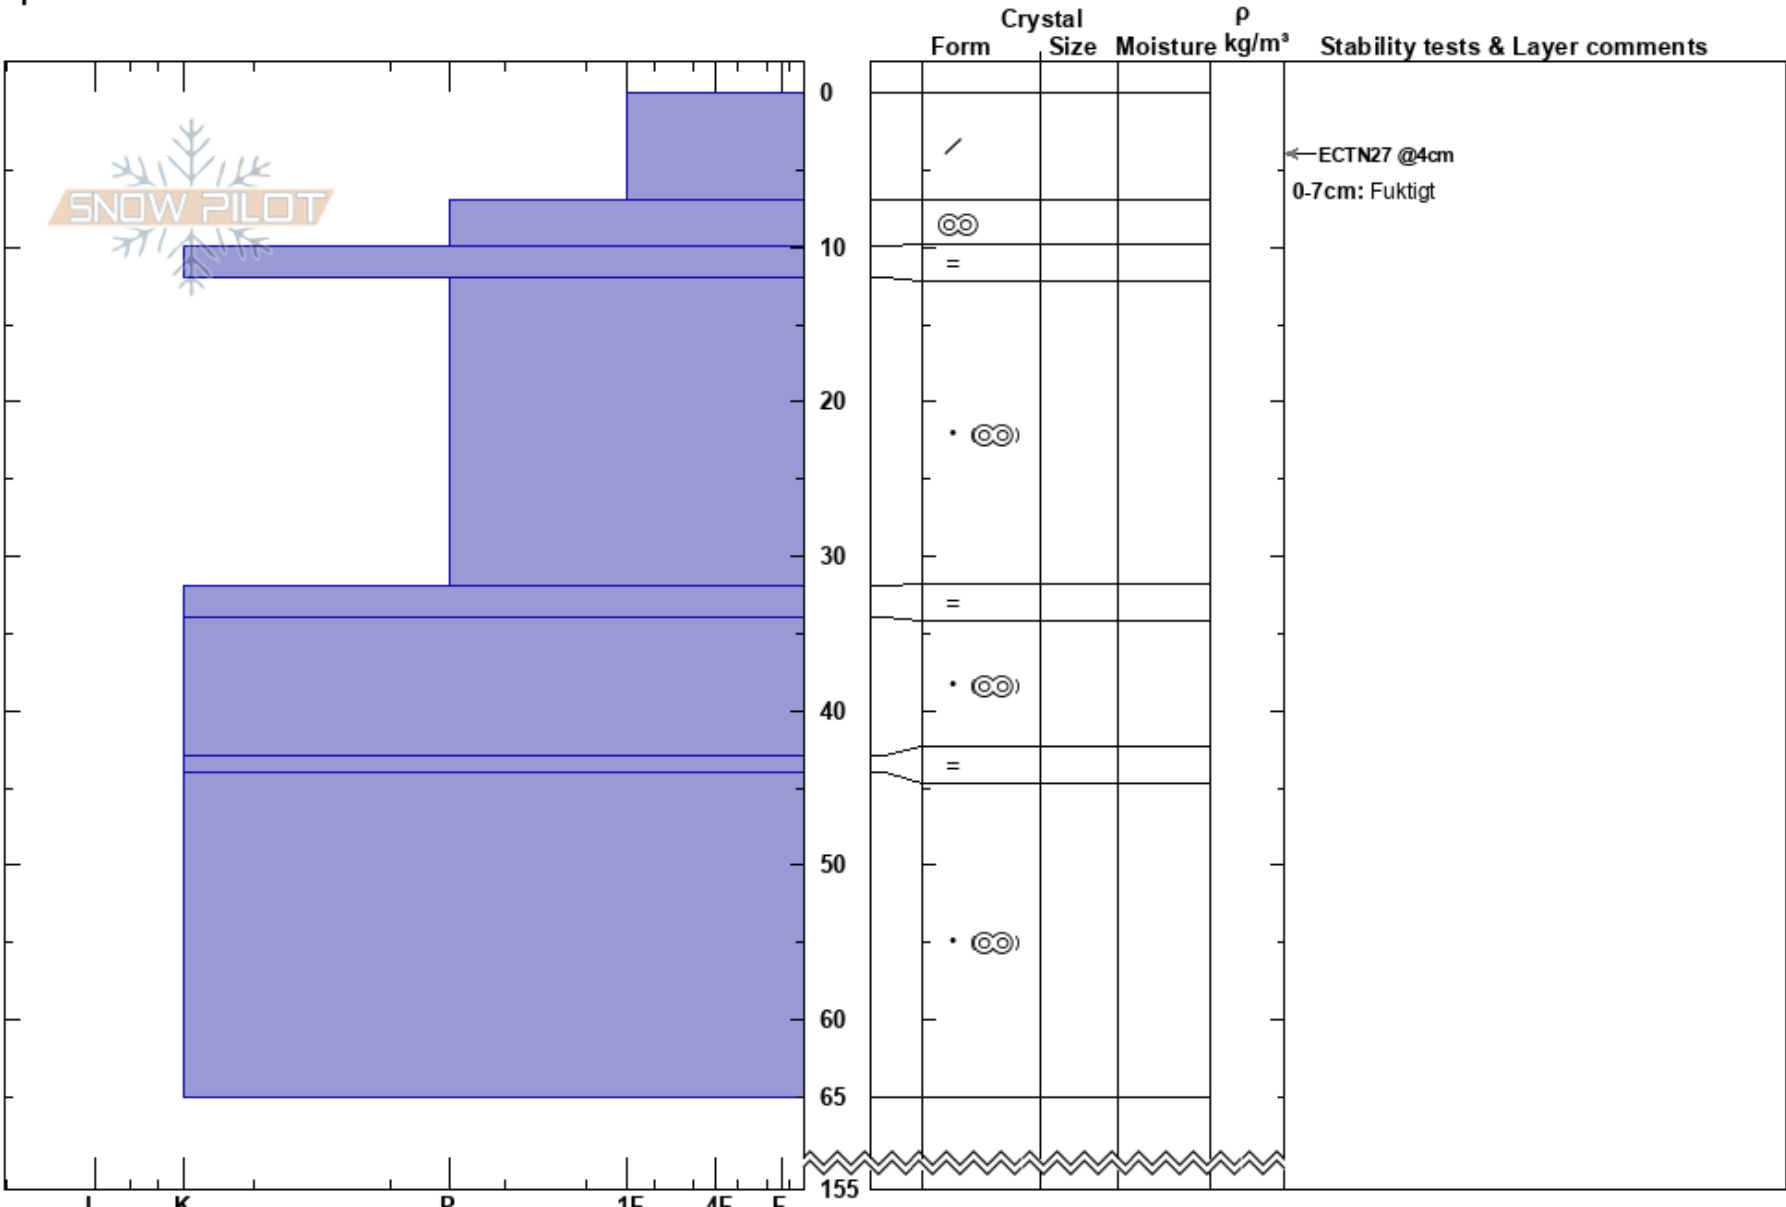 Crystal
ρ
Form Size Moisture kg/m³ Stability tests & Layer comments
0
ECTN27 @4cm
0-7cm: Fuktigt
SNOW PILOT
10
=
20
30
=
40
=
50
60
65
155
I K P 1F 4F F